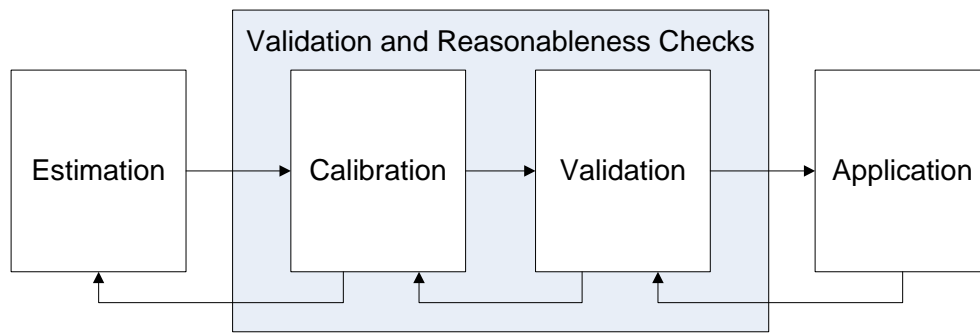 Validation and Reasonableness Checks
Estimation
Calibration
Validation
Application